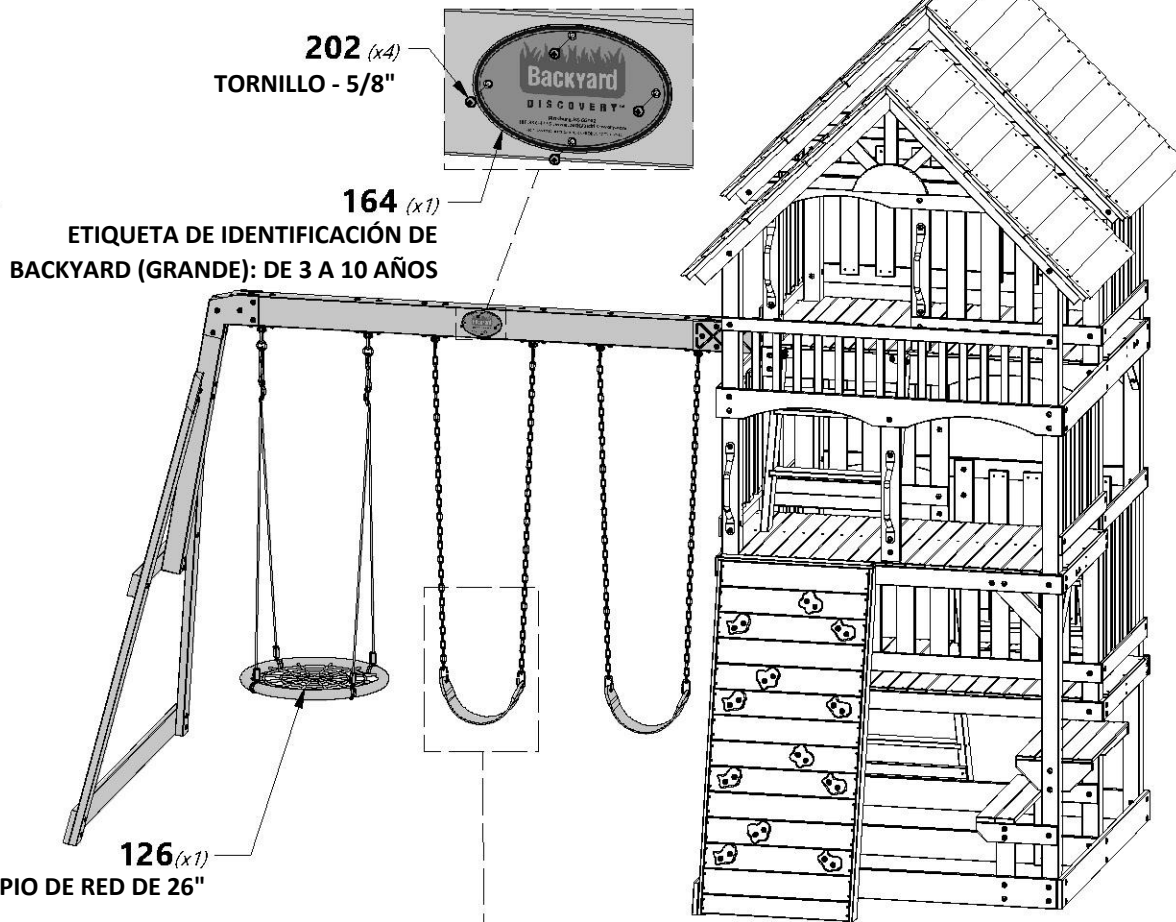 202 (x4)
TORNILLO - 5/8"
Backyard
DISCOVERY™
164 (x1)
ETIQUETA DE IDENTIFICACIÓN DE
BACKYARD (GRANDE): DE 3 A 10 AÑOS
126(x1)
PIO DE RED DE 26"